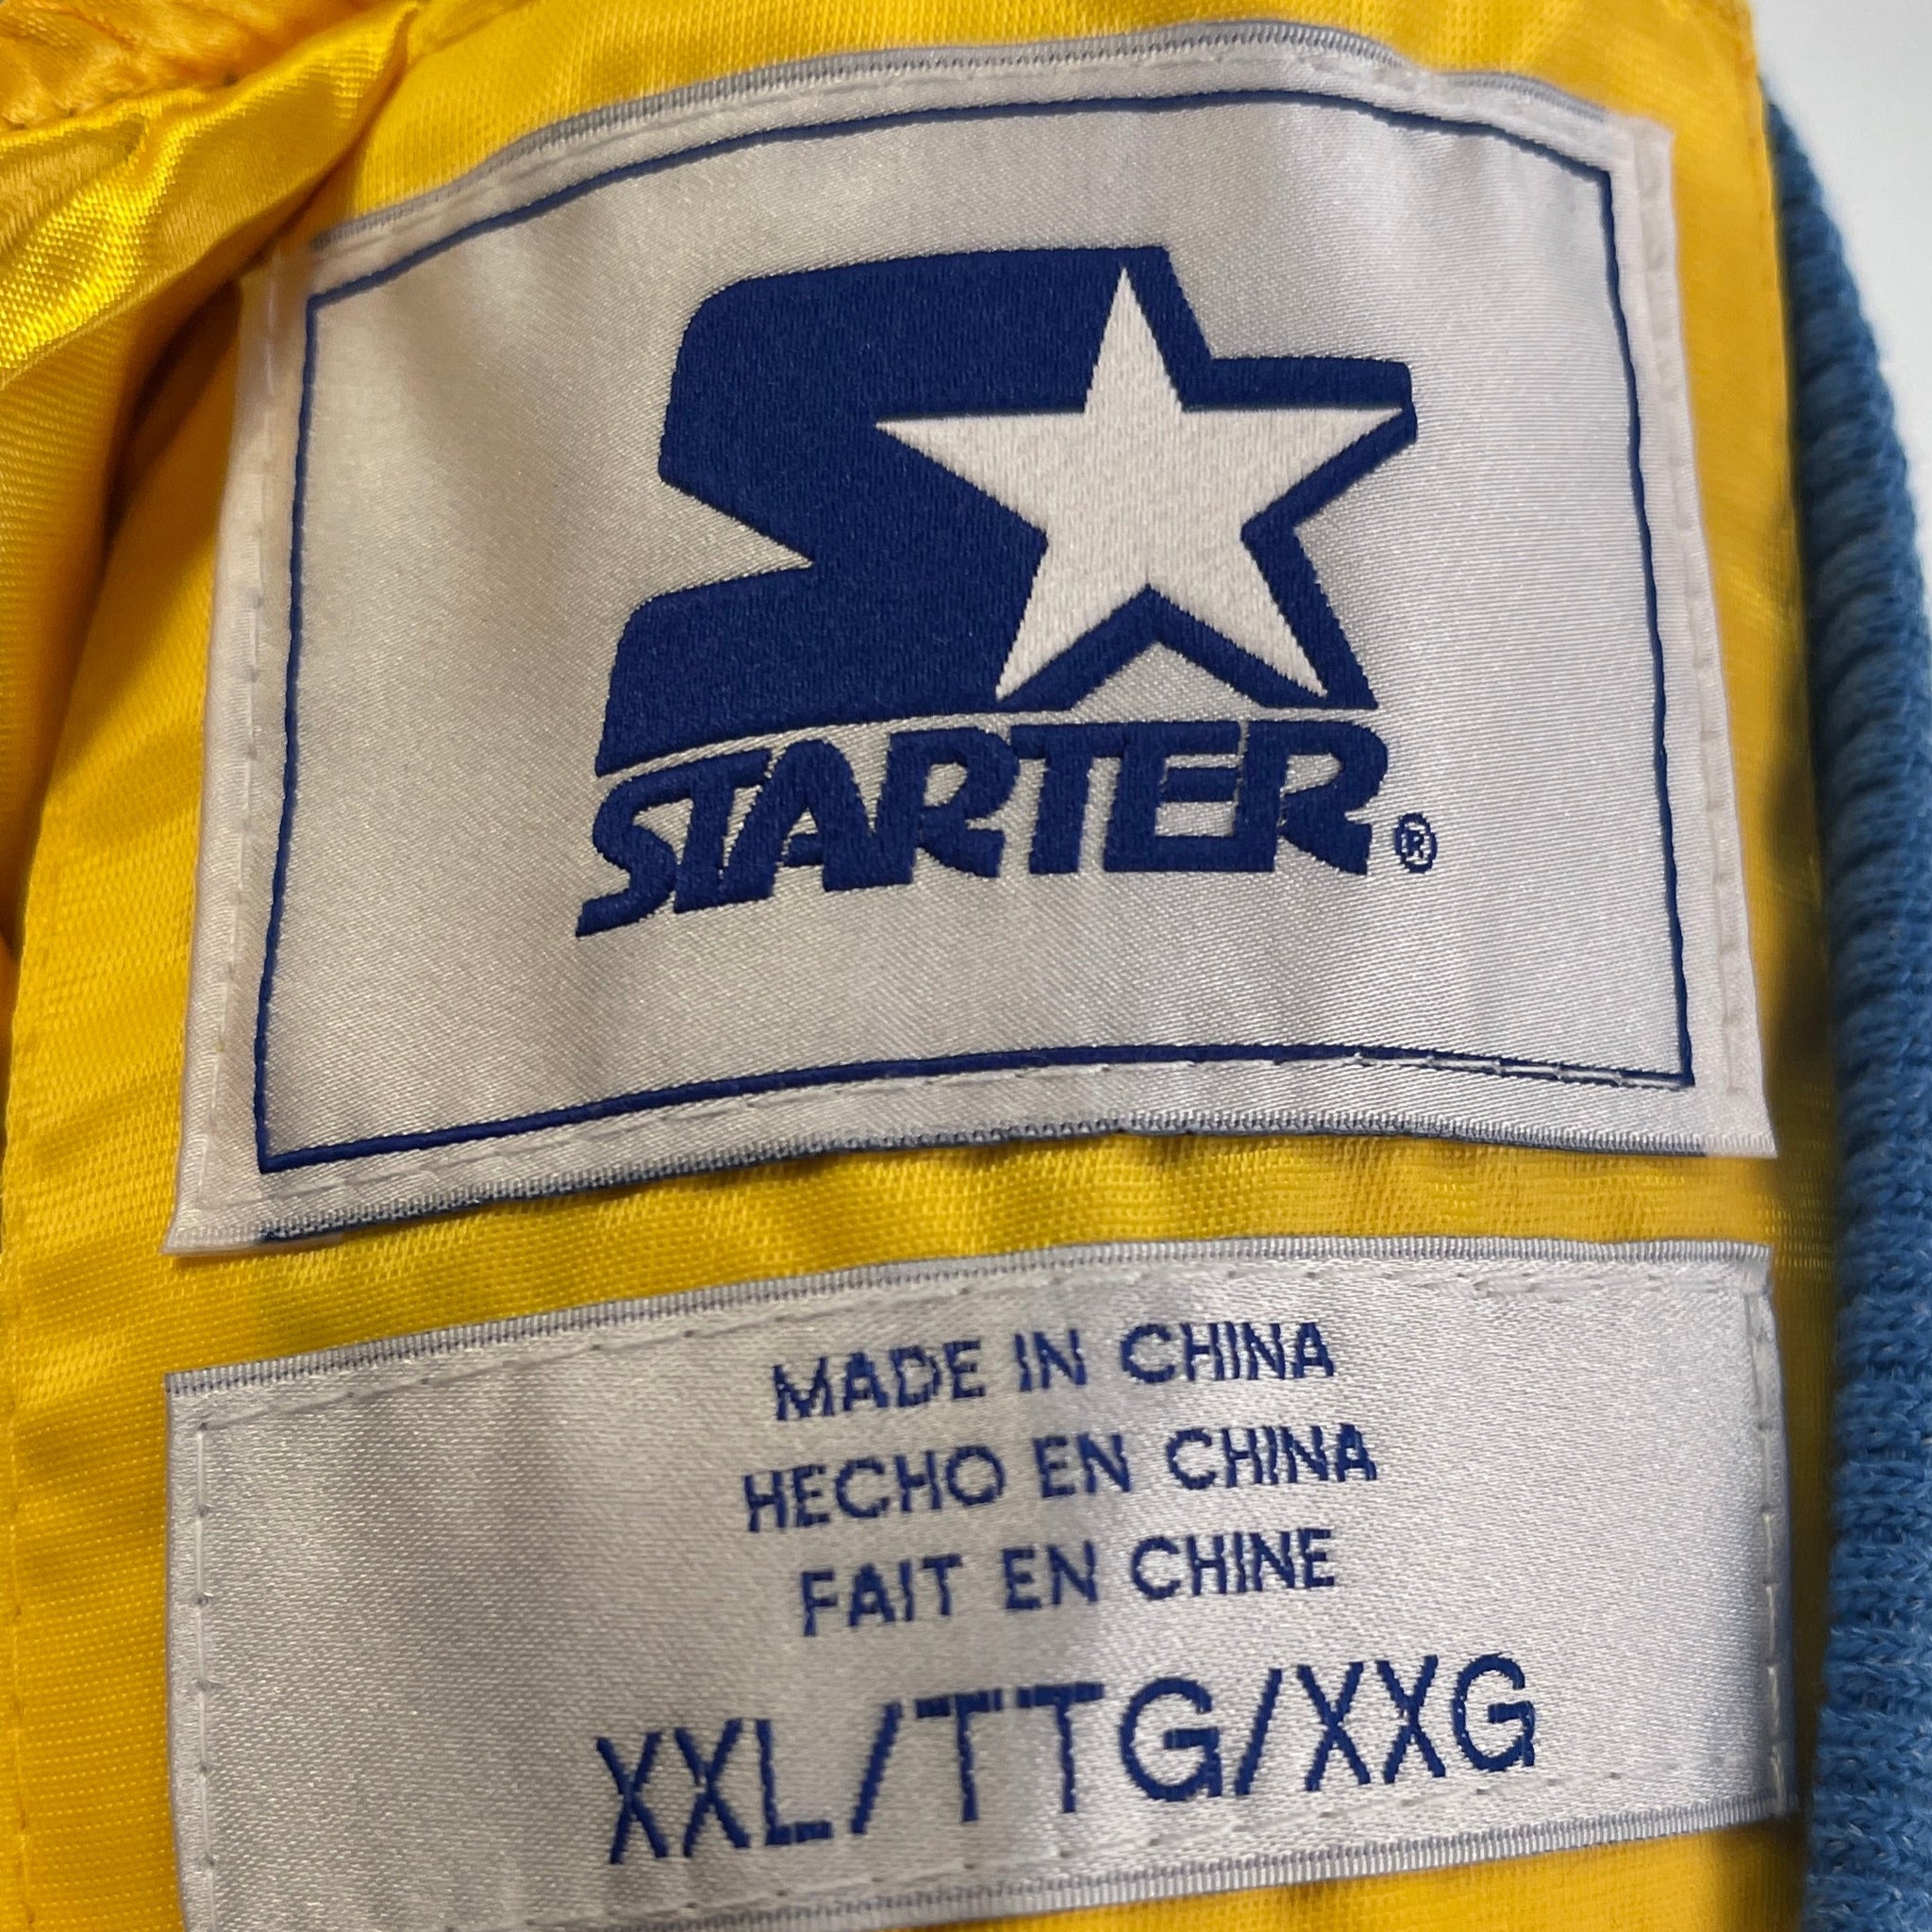 STARTER®
MADE IN CHINA
HECHO EN CHINA
FAIT EN CHINE
XXL/TTG/XXG